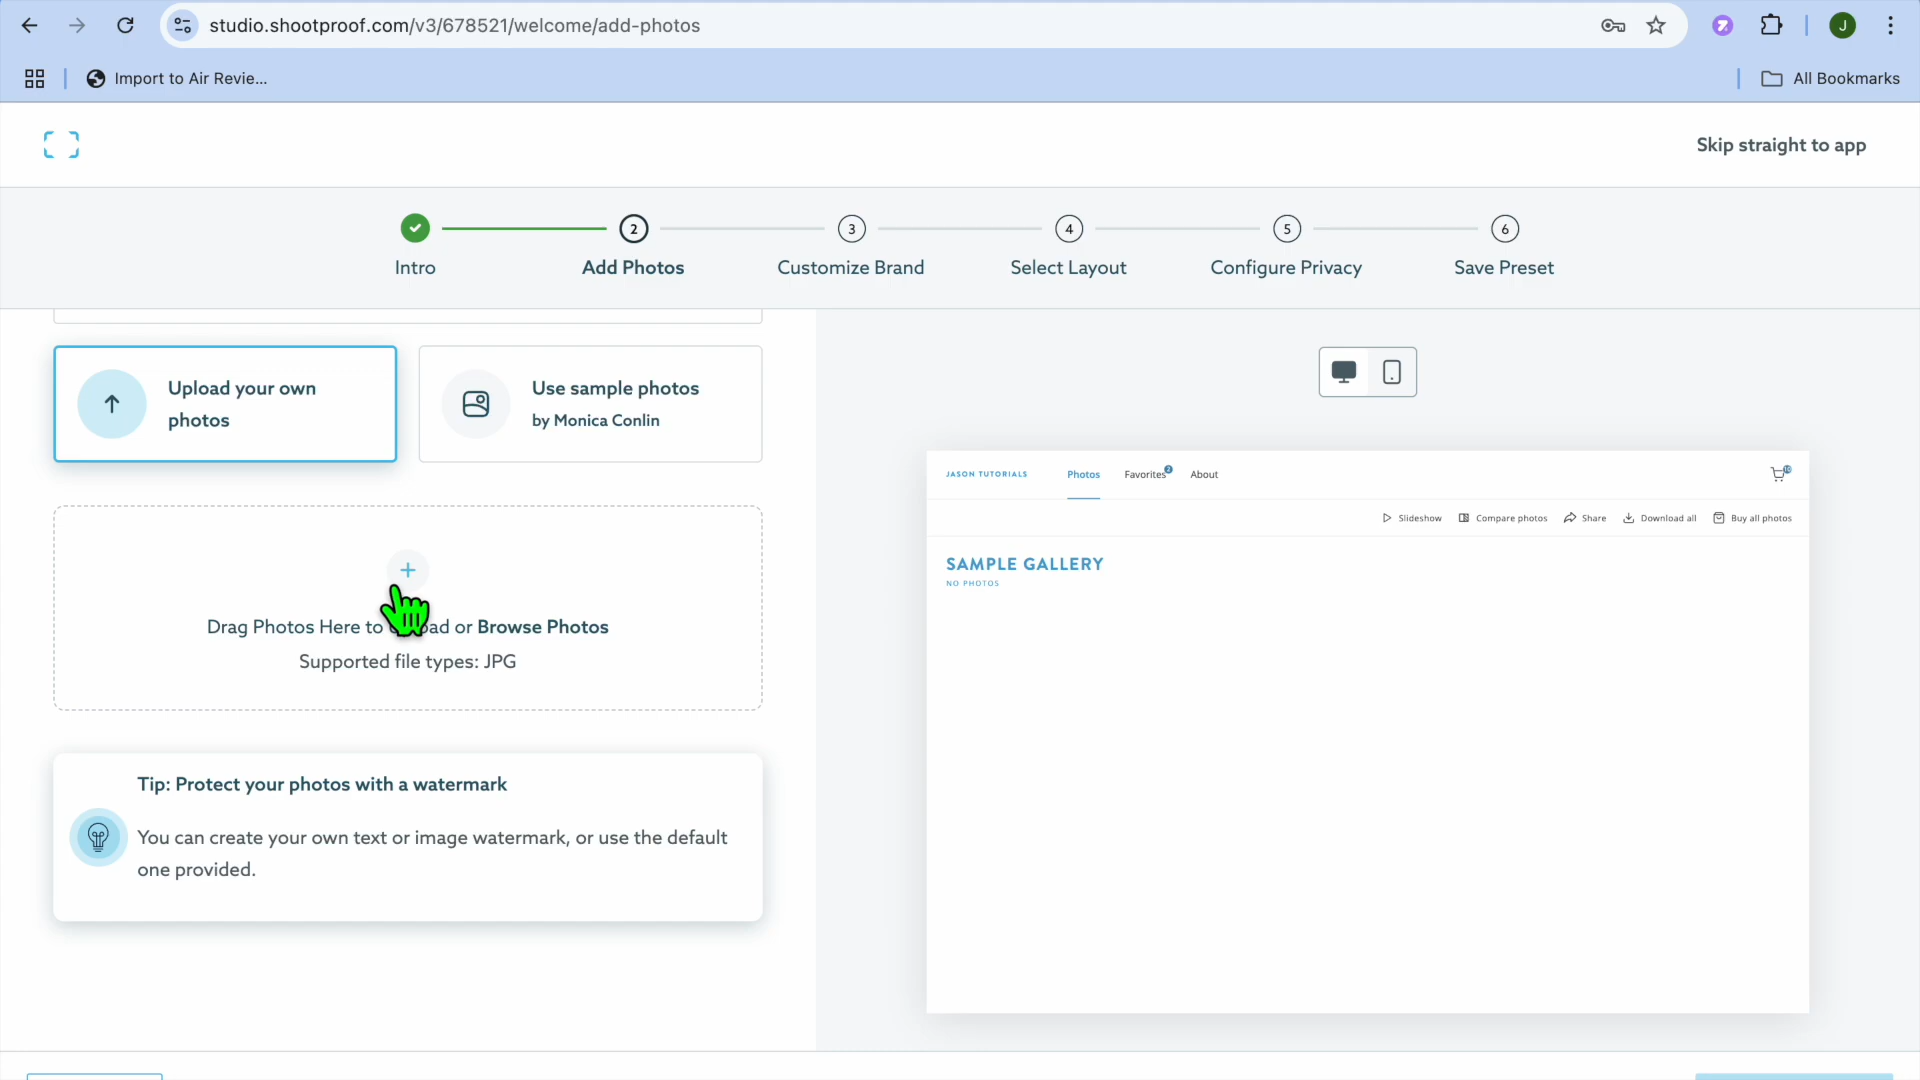 studio.shootproof.com/v3/678521/welcome/add-photos
J
Import to Air Revie...
All Bookmarks
Skip straight to app
2
3
4
5
6
Intro
Add Photos
Customize Brand
Select Layout
Configure Privacy
Save Preset
Upload your own
photos
Use sample photos
by Monica Conlin
Drag Photos Here to     ad or Browse Photos
Supported file types: JPG
Tip: Protect your photos with a watermark
You can create your own text or image watermark, or use the default
one provided.
JASON TUTORIALS
Photos
Favorites
2
About
Slideshow
Compare photos
Share
Download all
Buy all photos
SAMPLE GALLERY
NO PHOTOS